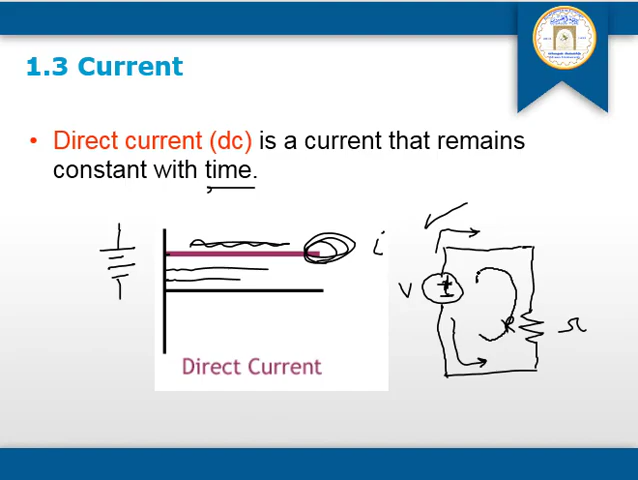 1.3 Current
• Direct current (dc) is a current that remains
constant with time.
i
V
+
R
Ω
Direct Current